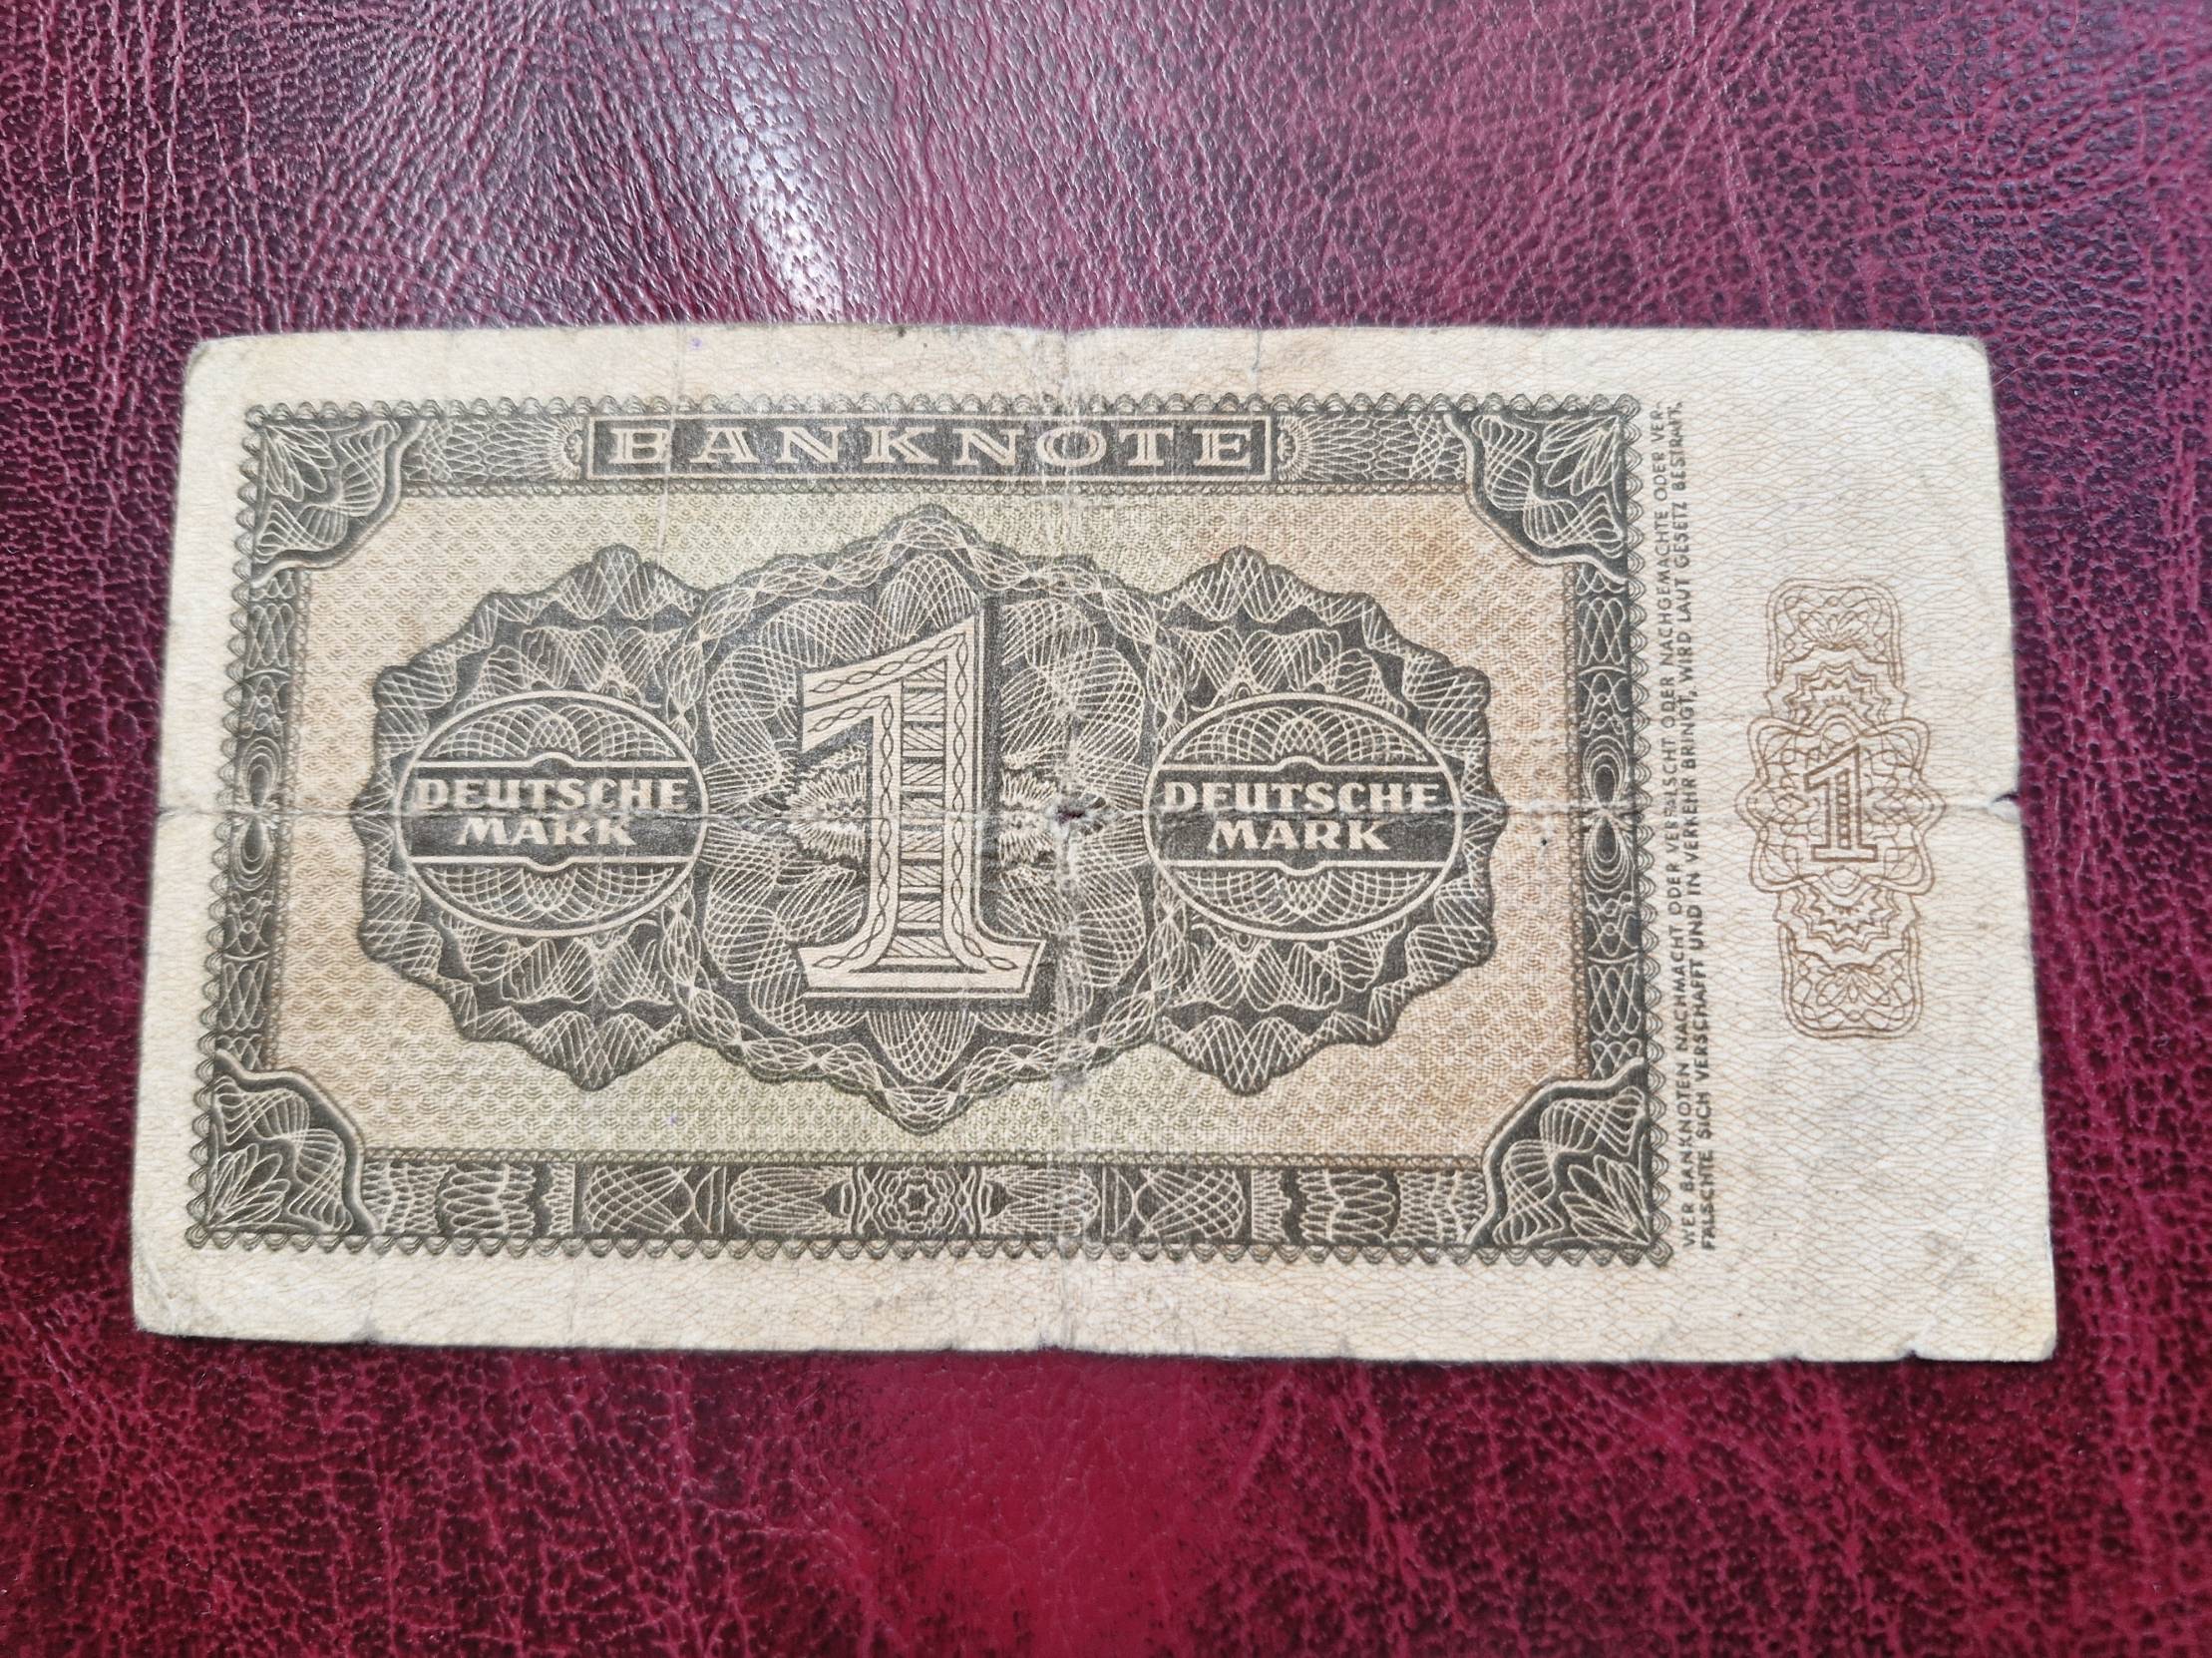 BANKNOTE
DEUTSCHE
MARK
1
DEUTSCHE
MARK
WER BANKNOTEN NACHMACHT ODER VERFÄLSCHT ODER NACHGEMACHTE ODER VER-
FÄLSCHTE SICH VERSCHAFFT UND IN VERKEHR BRINGT, WIRD LAUT GESETZ BESTRAFT.
1